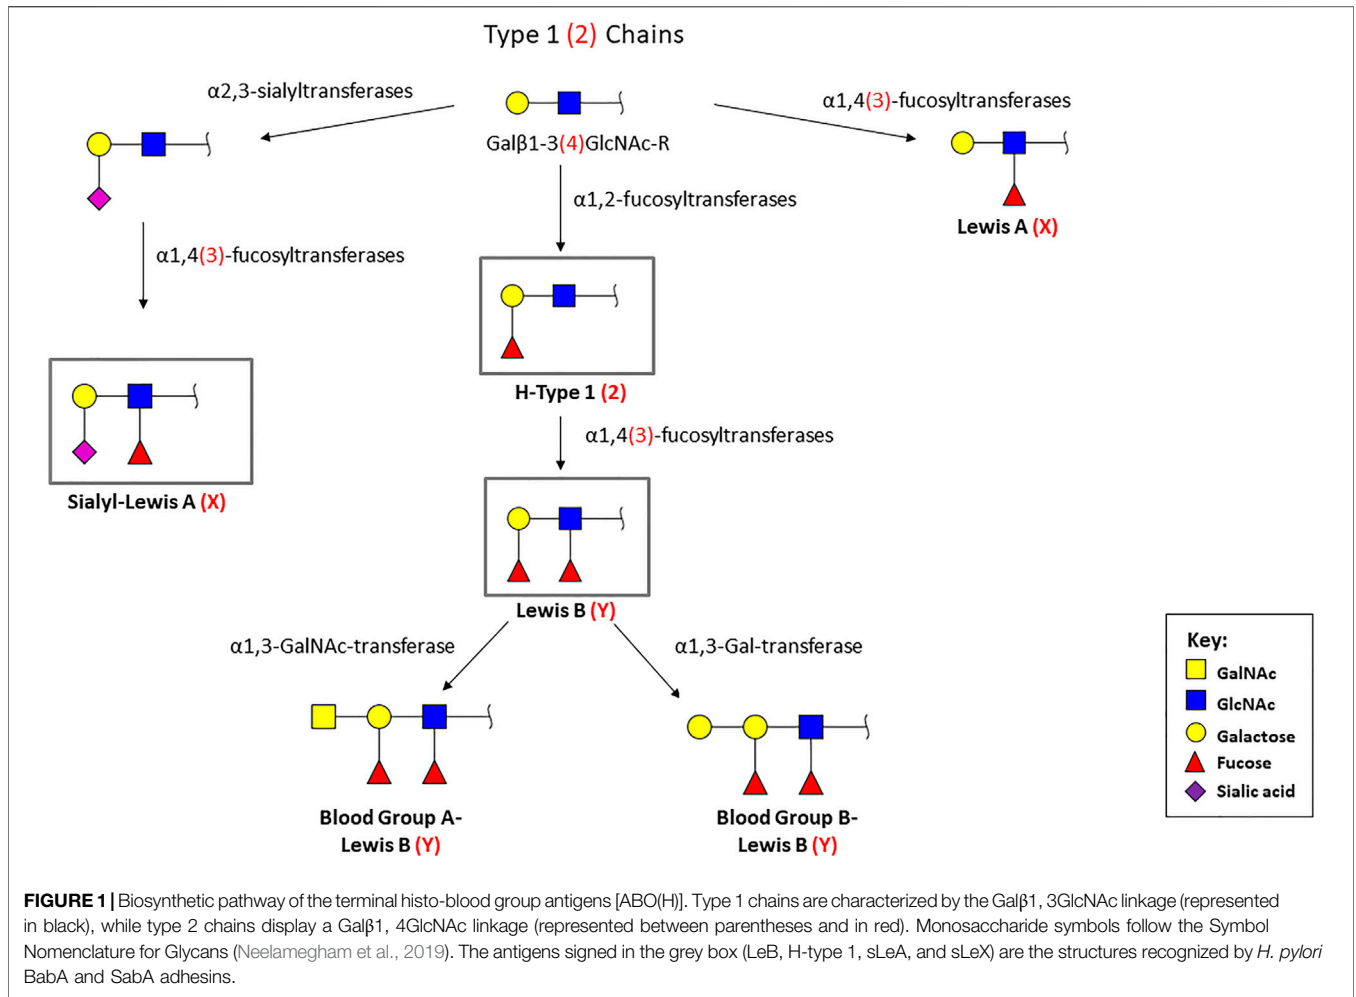 Type 1 (2) Chains
α2,3-sialyltransferases
α1,4(3)-fucosyltransferases
Galβ1-3(4)GlcNAc-R
α1,2-fucosyltransferases
Lewis A (X)
α1,4(3)-fucosyltransferases
H-Type 1 (2)
α1,4(3)-fucosyltransferases
Sialyl-Lewis A (X)
Lewis B (Y)
α1,3-GalNAc-transferase
α1,3-Gal-transferase
Blood Group A-
Lewis B (Y)
Blood Group B-
Lewis B (Y)
Key:
GalNAc
GlcNAc
Galactose
Fucose
Sialic acid
FIGURE 1 | Biosynthetic pathway of the terminal histo-blood group antigens [ABO(H)]. Type 1 chains are characterized by the Galβ1, 3GlcNAc linkage (represented
in black), while type 2 chains display a Galβ1, 4GlcNAc linkage (represented between parentheses and in red). Monosaccharide symbols follow the Symbol
Nomenclature for Glycans (Neelamegham et al., 2019). The antigens signed in the grey box (LeB, H-type 1, sLeA, and sLeX) are the structures recognized by H. pylori
BabA and SabA adhesins.